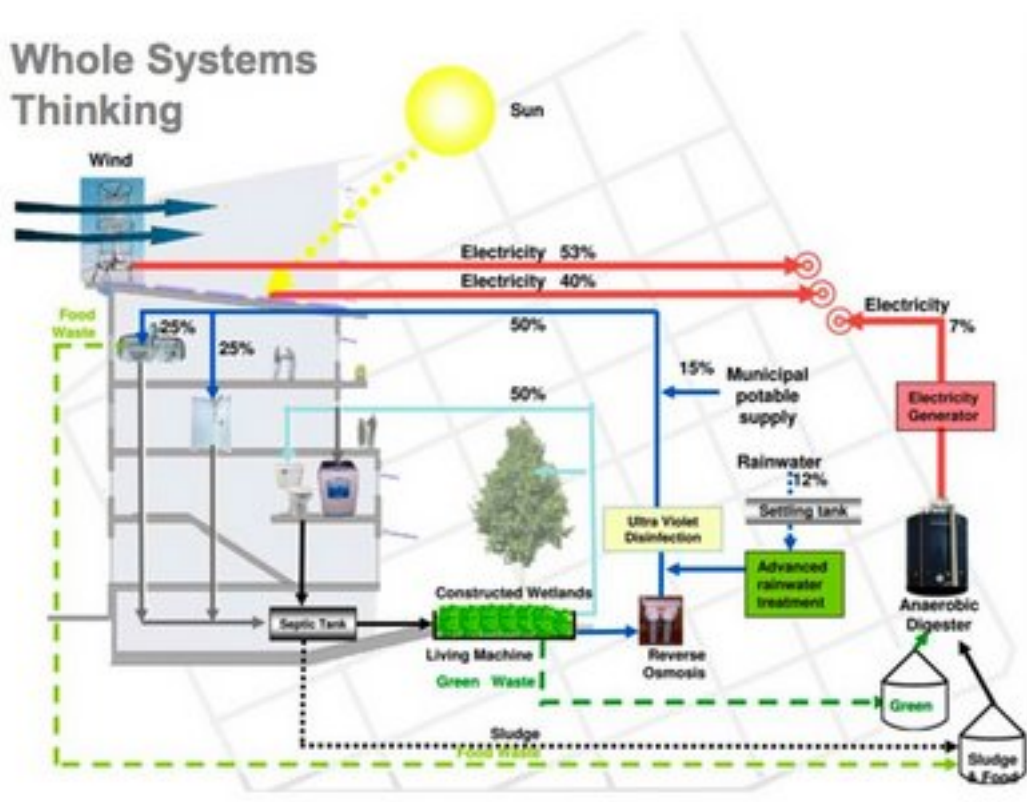 Whole Systems
Thinking
Sun
Wind
Electricity 53%
Electricity 40%
Electricity
7%
Food
Waste
25%
25%
50%
15%
Municipal
potable
supply
Electricity
Generator
50%
Rainwater
12%
Settling tank
Ultra Violet
Disinfection
Advanced
rainwater
treatment
Constructed Wetlands
Anaerobic
Digester
Septic Tank
Living Machine
Reverse
Osmosis
Green Waste
Green
Sludge
Food Waste
Sludge
& Food